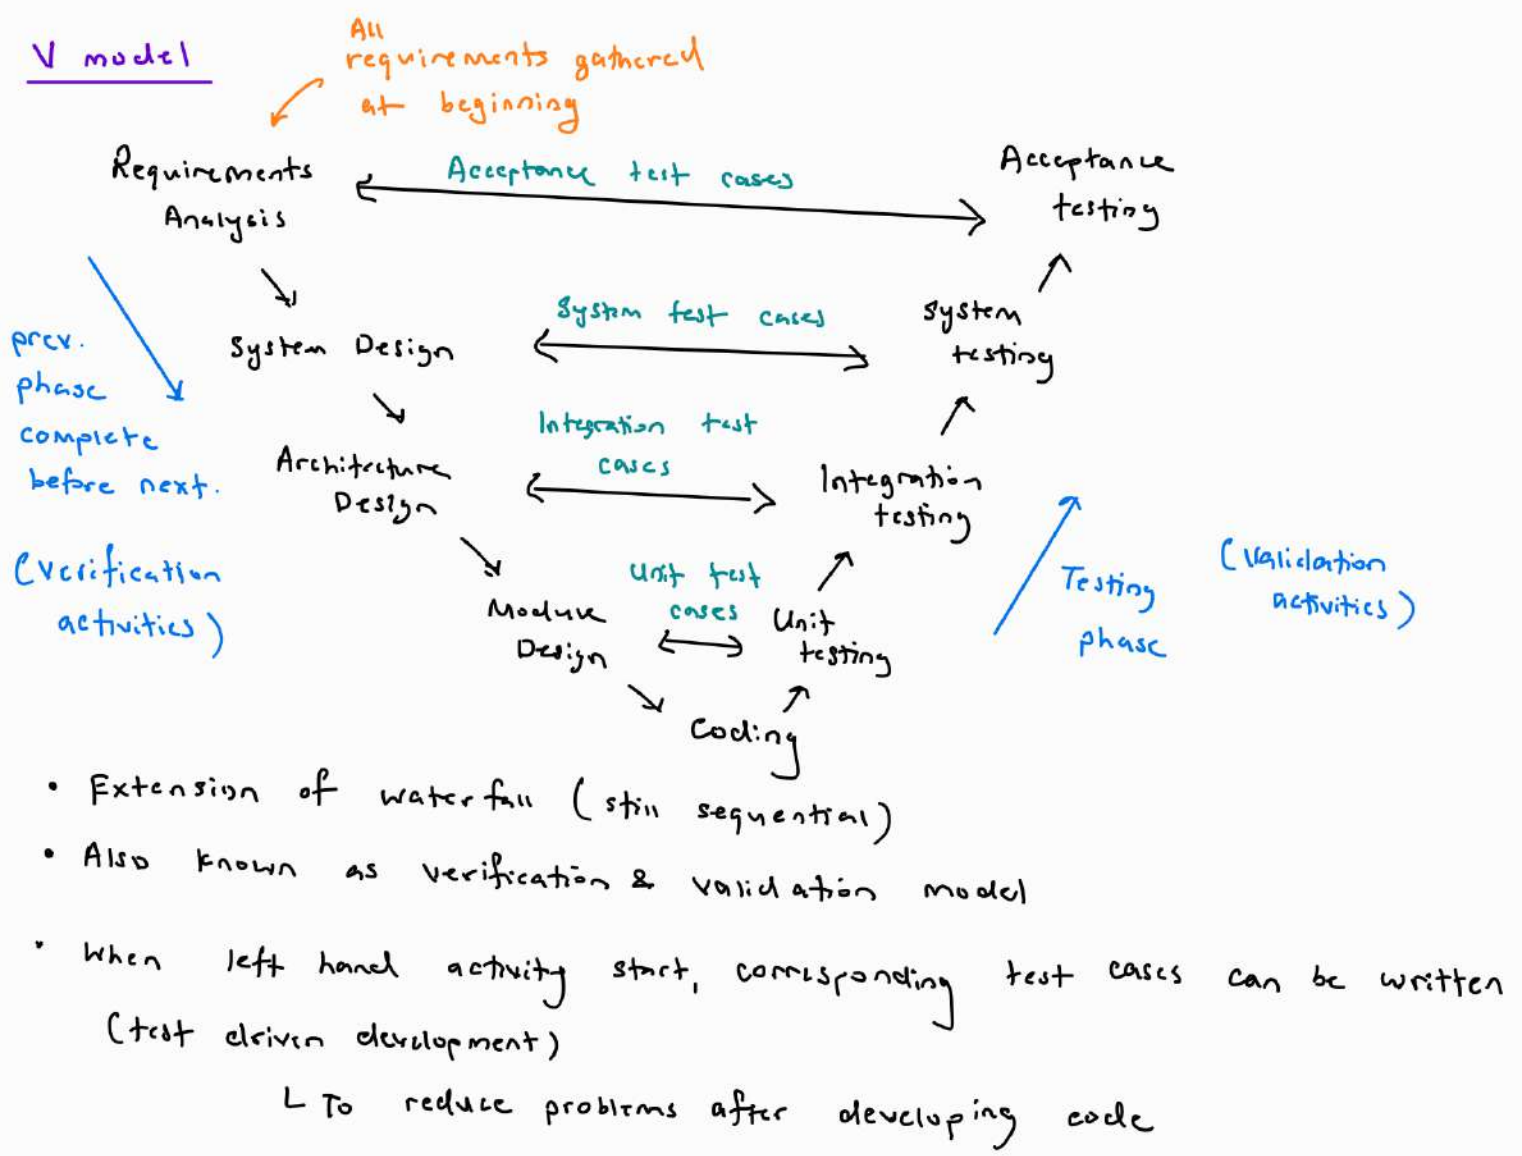 V model
All
requirements gathered
at beginning
Requirements
Analysis
Acceptance test cases
Acceptance
testing
prev.
phase
complete
before next.
(verification
activities)
System Design
System test cases
System
testing
Architecture
Design
Integration test
cases
Integration
testing
Module
Design
Unit test
cases
Unit
testing
Testing
phase
(validation
activities)
Coding
• Extension of waterfall (still sequential)
• Also known as verification & validation model
• When left hand activity start, corresponding test cases can be written
(test driven development)
To reduce problems after developing code